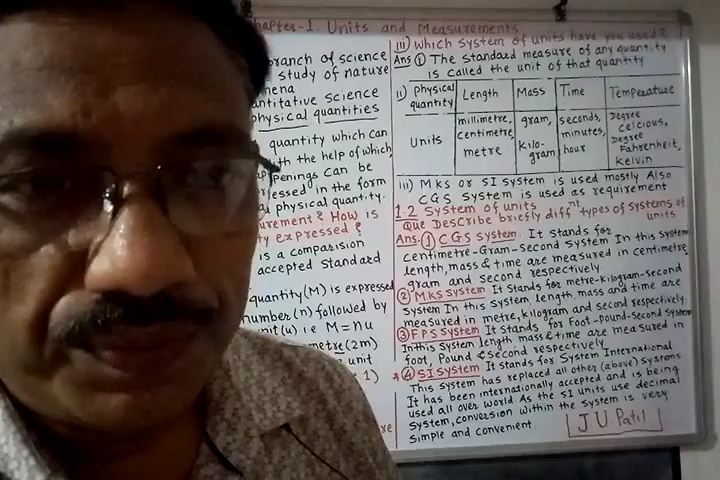 Chapter-1. Units and Measurements
branch of science
study of nature
mena
antitative science
physical quantities
quantity which can
th the help of which
ppenings can be
ressed in the form
physical quantity.
urement? How is
ty expressed?
is a comparision
accepted standard
quantity (M) is expressed
number (n) followed by
unit (u) i.e M = nu
metre (2m)
unit
1)
iii) Which System of units have you used?
Ans ① The standard measure of any quantity
is called the unit of that quantity
ii) Physical quantity Length Mass Time Temperature
Units millimetre, centimetre, metre gram, kilo-gram seconds, minutes, hour Degree Celcious, Degree Fahrenheit, Kelvin
iii) MKS or SI System is used mostly Also
CGS System is used as requirement
1.2 System of units
Que Describe briefly diffnt types of Systems of
units
Ans. ① CGS System It stands for
centimetre-Gram-Second System In this system
length, mass & time are measured in centimetre,
gram and second respectively
② MKS System It stands for metre-kilogram-second
System In this System, length, mass and time are
measured in metre, kilogram and second respectively
③ FPS System It stands for Foot-pound-Second System
In this System length, mass & time are measured in
foot, Pound & Second respectively
④ SI System It stands for System International
This System has replaced all other (above) Systems
It has been internationally accepted and is being
used all over world As the SI units use decimal
system, conversion within the System is very
simple and convenient
J U Patil